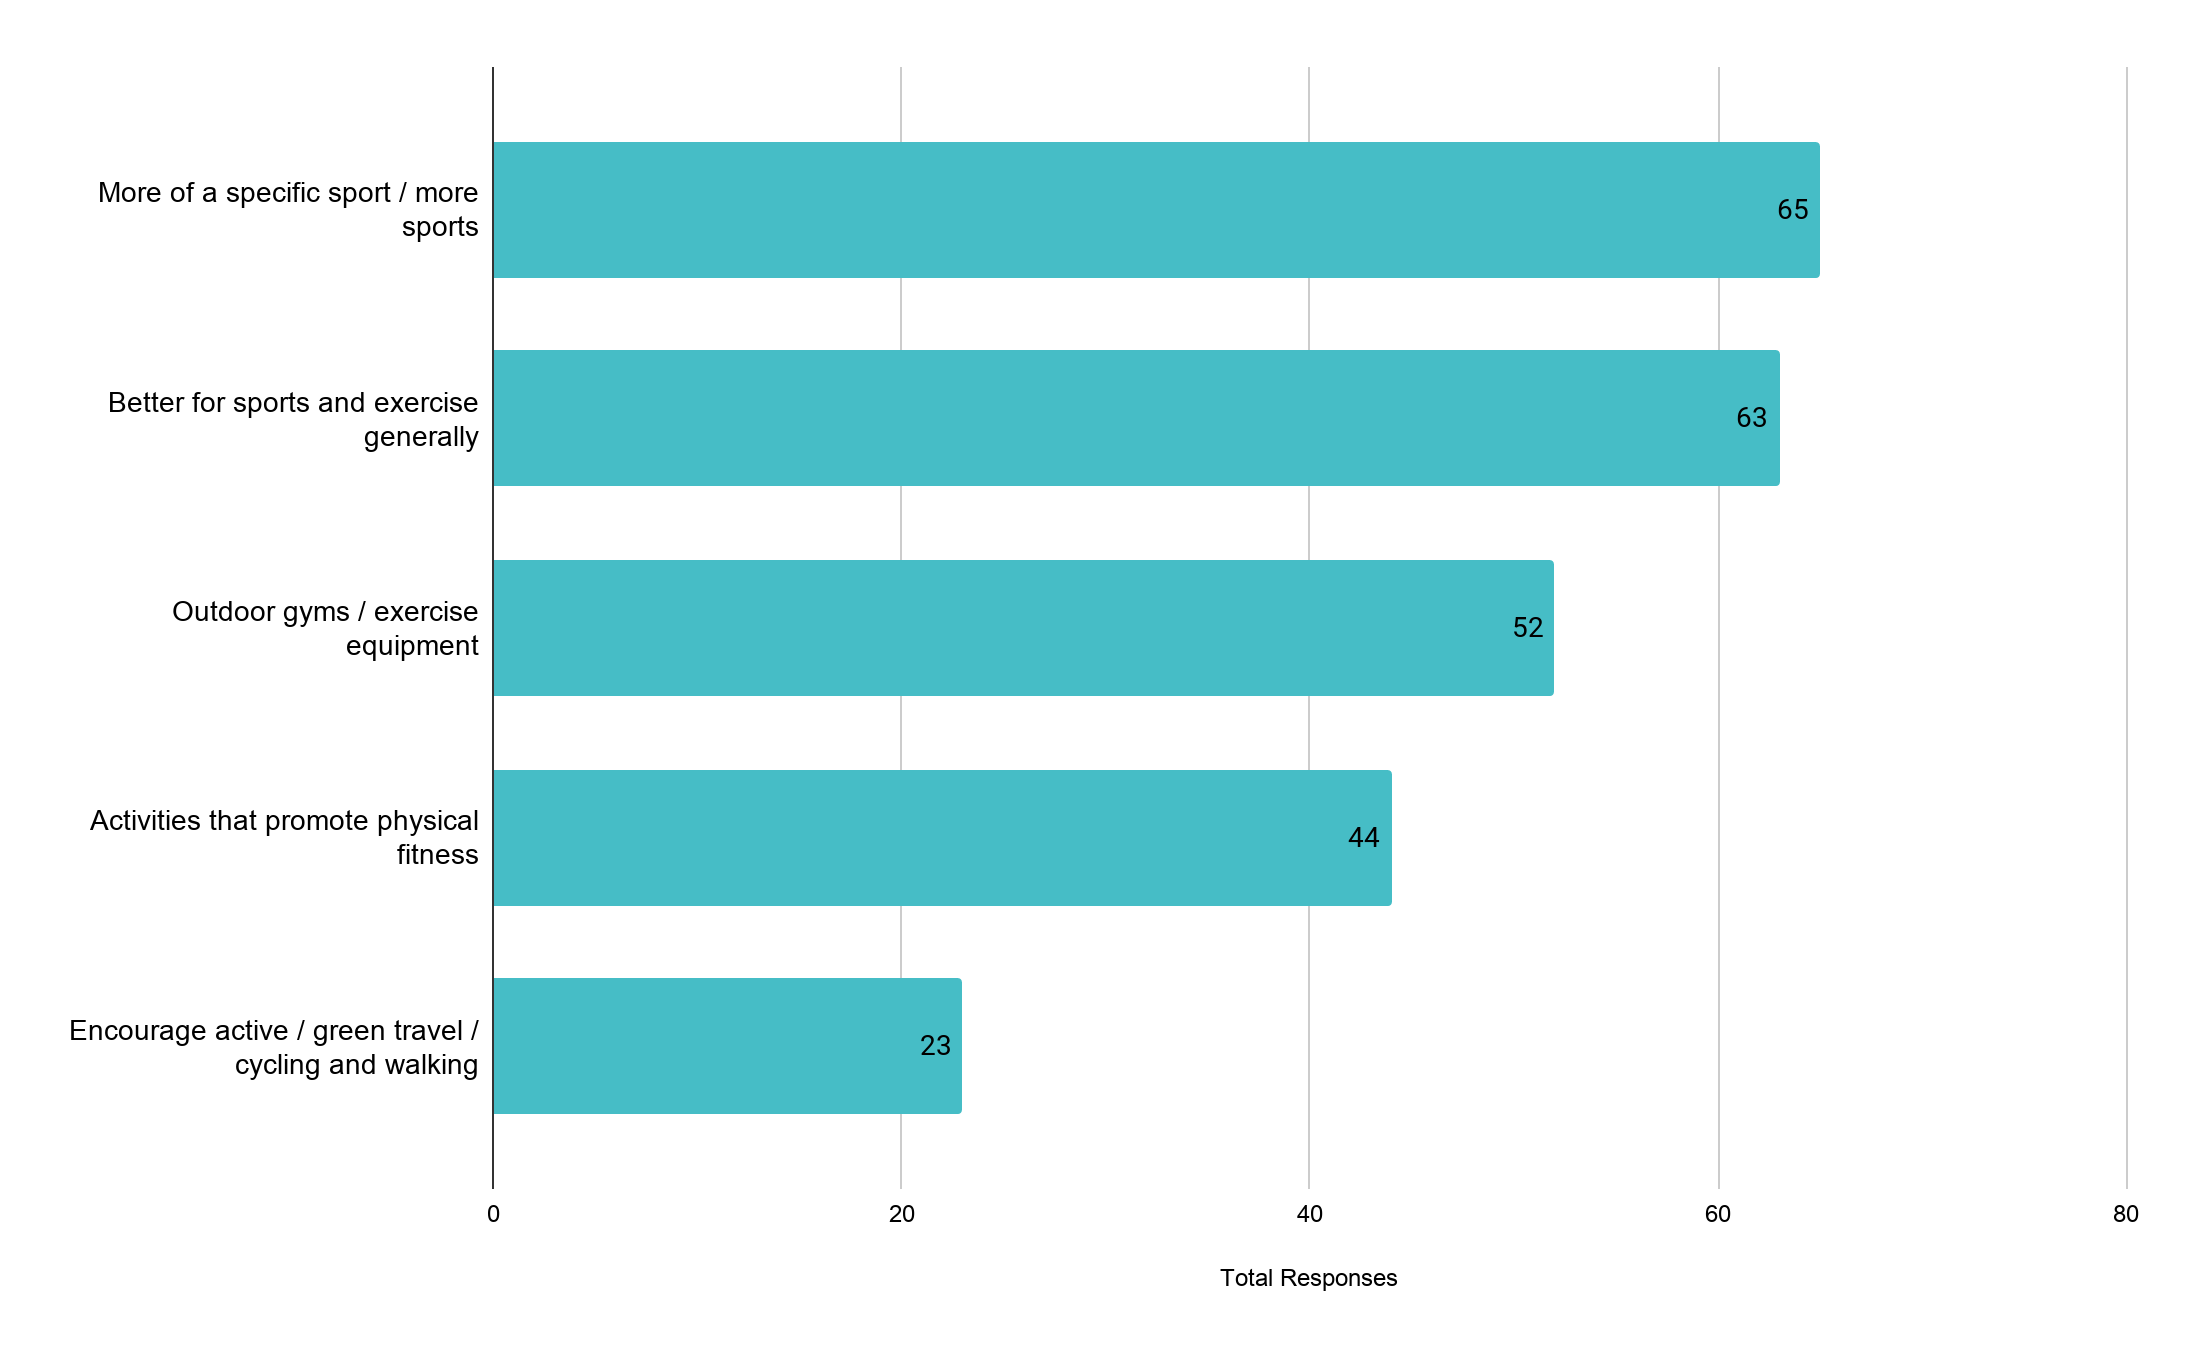 More of a specific sport / more
sports
65
Better for sports and exercise
generally
63
Outdoor gyms / exercise
equipment
52
Activities that promote physical
fitness
44
Encourage active / green travel /
cycling and walking
23
0 20 40 60 80
Total Responses